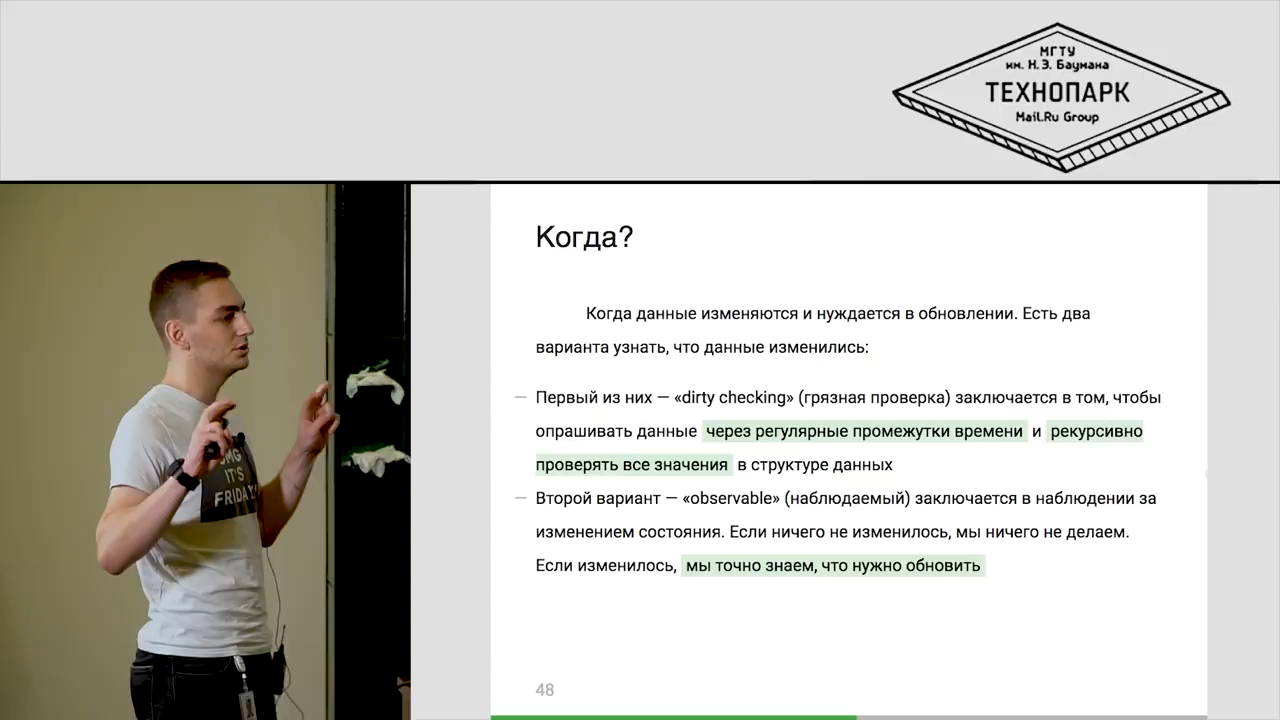 МГТУ
им. Н.Э. Баумана
ТЕХНОПАРК
Mail.Ru Group
Когда?
Когда данные изменяются и нуждается в обновлении. Есть два
варианта узнать, что данные изменились:
— Первый из них — «dirty checking» (грязная проверка) заключается в том, чтобы
опрашивать данные через регулярные промежутки времени и рекурсивно
проверять все значения в структуре данных
— Второй вариант — «observable» (наблюдаемый) заключается в наблюдении за
изменением состояния. Если ничего не изменилось, мы ничего не делаем.
Если изменилось, мы точно знаем, что нужно обновить
48
OMG
IT'S
FRIDAY